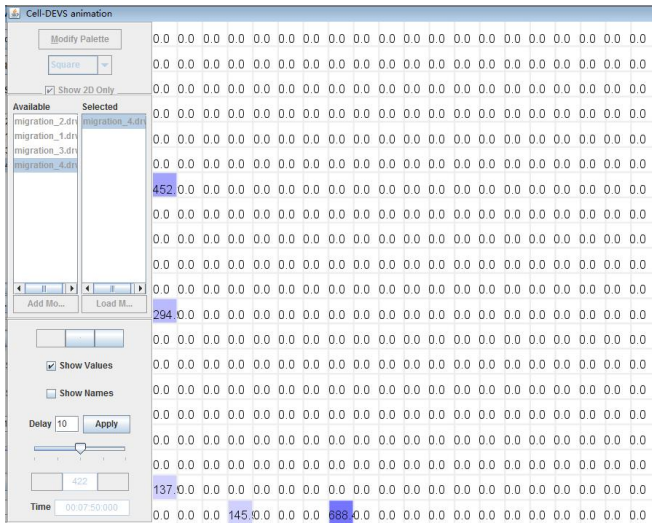 Cell-DEVS animation
Modify Palette
Square
Show 2D Only
Available Selected
migration_2.dr migration_4.dr
migration_1.dr
migration_3.dr
migration_4.dr
Add Mo... Load M...
Show Values
Show Names
Delay 10 Apply
422
Time 00:07:50:000
0.0 0.0 0.0 0.0 0.0 0.0 0.0 0.0 0.0 0.0 0.0 0.0 0.0 0.0 0.0 0.0 0.0 0.0 0.0 0.0
0.0 0.0 0.0 0.0 0.0 0.0 0.0 0.0 0.0 0.0 0.0 0.0 0.0 0.0 0.0 0.0 0.0 0.0 0.0 0.0
0.0 0.0 0.0 0.0 0.0 0.0 0.0 0.0 0.0 0.0 0.0 0.0 0.0 0.0 0.0 0.0 0.0 0.0 0.0 0.0
0.0 0.0 0.0 0.0 0.0 0.0 0.0 0.0 0.0 0.0 0.0 0.0 0.0 0.0 0.0 0.0 0.0 0.0 0.0 0.0
0.0 0.0 0.0 0.0 0.0 0.0 0.0 0.0 0.0 0.0 0.0 0.0 0.0 0.0 0.0 0.0 0.0 0.0 0.0 0.0
0.0 0.0 0.0 0.0 0.0 0.0 0.0 0.0 0.0 0.0 0.0 0.0 0.0 0.0 0.0 0.0 0.0 0.0 0.0 0.0
452. 0.0 0.0 0.0 0.0 0.0 0.0 0.0 0.0 0.0 0.0 0.0 0.0 0.0 0.0 0.0 0.0 0.0 0.0 0.0
0.0 0.0 0.0 0.0 0.0 0.0 0.0 0.0 0.0 0.0 0.0 0.0 0.0 0.0 0.0 0.0 0.0 0.0 0.0 0.0
0.0 0.0 0.0 0.0 0.0 0.0 0.0 0.0 0.0 0.0 0.0 0.0 0.0 0.0 0.0 0.0 0.0 0.0 0.0 0.0
0.0 0.0 0.0 0.0 0.0 0.0 0.0 0.0 0.0 0.0 0.0 0.0 0.0 0.0 0.0 0.0 0.0 0.0 0.0 0.0
0.0 0.0 0.0 0.0 0.0 0.0 0.0 0.0 0.0 0.0 0.0 0.0 0.0 0.0 0.0 0.0 0.0 0.0 0.0 0.0
294. 0.0 0.0 0.0 0.0 0.0 0.0 0.0 0.0 0.0 0.0 0.0 0.0 0.0 0.0 0.0 0.0 0.0 0.0 0.0
0.0 0.0 0.0 0.0 0.0 0.0 0.0 0.0 0.0 0.0 0.0 0.0 0.0 0.0 0.0 0.0 0.0 0.0 0.0 0.0
0.0 0.0 0.0 0.0 0.0 0.0 0.0 0.0 0.0 0.0 0.0 0.0 0.0 0.0 0.0 0.0 0.0 0.0 0.0 0.0
0.0 0.0 0.0 0.0 0.0 0.0 0.0 0.0 0.0 0.0 0.0 0.0 0.0 0.0 0.0 0.0 0.0 0.0 0.0 0.0
0.0 0.0 0.0 0.0 0.0 0.0 0.0 0.0 0.0 0.0 0.0 0.0 0.0 0.0 0.0 0.0 0.0 0.0 0.0 0.0
0.0 0.0 0.0 0.0 0.0 0.0 0.0 0.0 0.0 0.0 0.0 0.0 0.0 0.0 0.0 0.0 0.0 0.0 0.0 0.0
0.0 0.0 0.0 0.0 0.0 0.0 0.0 0.0 0.0 0.0 0.0 0.0 0.0 0.0 0.0 0.0 0.0 0.0 0.0 0.0
137. 0.0 0.0 0.0 0.0 0.0 0.0 0.0 0.0 0.0 0.0 0.0 0.0 0.0 0.0 0.0 0.0 0.0 0.0 0.0
0.0 0.0 0.0 145. 0.0 0.0 0.0 688. 0.0 0.0 0.0 0.0 0.0 0.0 0.0 0.0 0.0 0.0 0.0 0.0